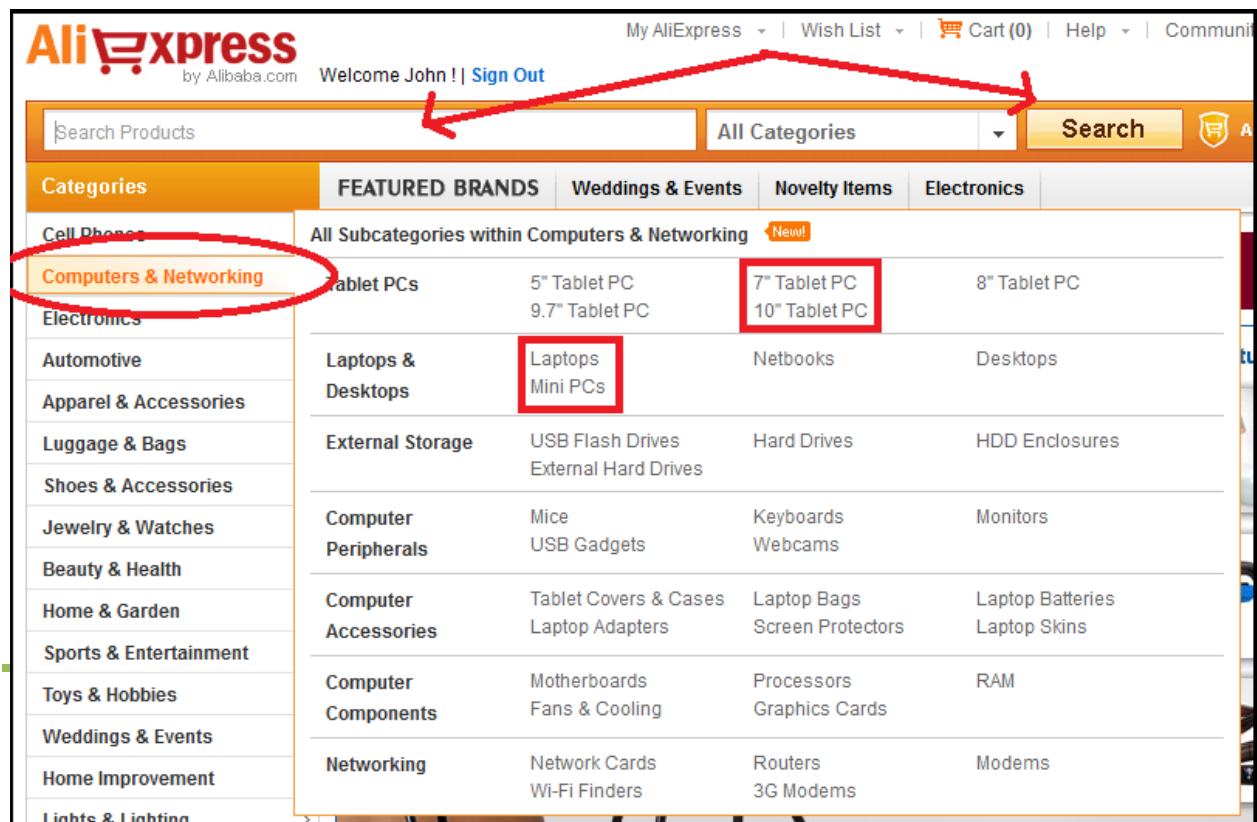 AliExpress
by Alibaba.com
My AliExpress | Wish List | Cart (0) | Help |
Welcome John ! | Sign Out
Search Products
All Categories
Search
Categories
FEATURED BRANDS
Weddings & Events
Novelty Items
Electronics
Cell Phones
Computers & Networking
Electronics
Automotive
Apparel & Accessories
Luggage & Bags
Shoes & Accessories
Jewelry & Watches
Beauty & Health
Home & Garden
Sports & Entertainment
Toys & Hobbies
Weddings & Events
Home Improvement
Lights & Lighting
All Subcategories within Computers & Networking New!
Tablet PCs
5" Tablet PC
7" Tablet PC
8" Tablet PC
9.7" Tablet PC
10" Tablet PC
Laptops &
Desktops
Laptops
Netbooks
Desktops
Mini PCs
External Storage
USB Flash Drives
Hard Drives
HDD Enclosures
External Hard Drives
Computer
Peripherals
Mice
Keyboards
Monitors
USB Gadgets
Webcams
Computer
Accessories
Tablet Covers & Cases
Laptop Bags
Laptop Batteries
Laptop Adapters
Screen Protectors
Laptop Skins
Computer
Components
Motherboards
Processors
RAM
Fans & Cooling
Graphics Cards
Networking
Network Cards
Routers
Modems
Wi-Fi Finders
3G Modems